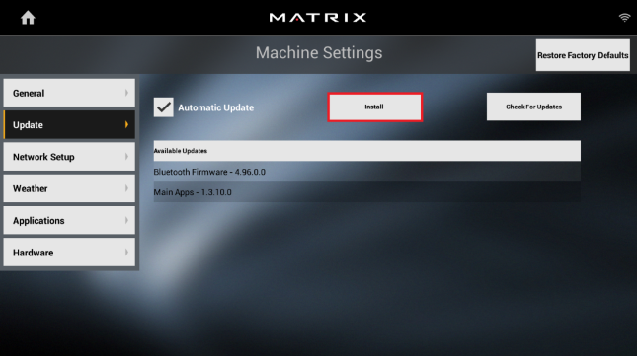 MATRIX
Machine Settings
Restore Factory Defaults
General
Update
Network Setup
Weather
Applications
Hardware
Automatic Update
Install
Check For Updates
Available Updates
Bluetooth Firmware - 4.96.0.0
Main Apps - 1.3.10.0